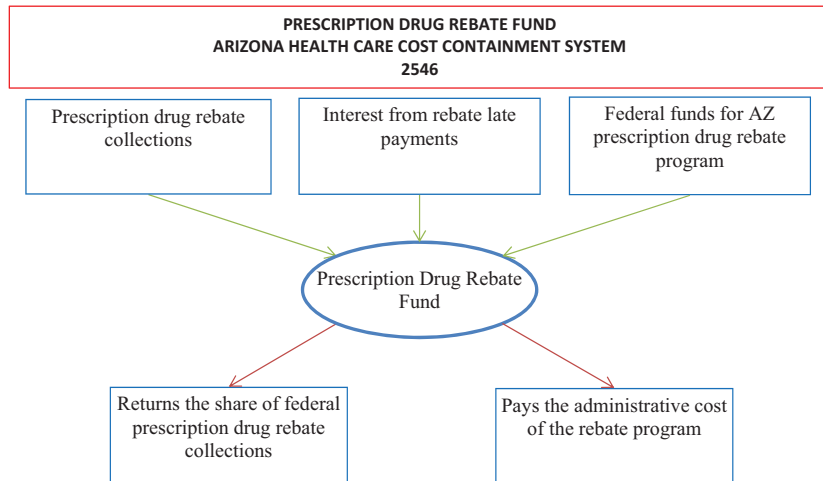 PRESCRIPTION DRUG REBATE FUND
ARIZONA HEALTH CARE COST CONTAINMENT SYSTEM
2546
Prescription drug rebate
collections
Interest from rebate late
payments
Federal funds for AZ
prescription drug rebate
program
Prescription Drug Rebate
Fund
Returns the share of federal
prescription drug rebate
collections
Pays the administrative cost
of the rebate program